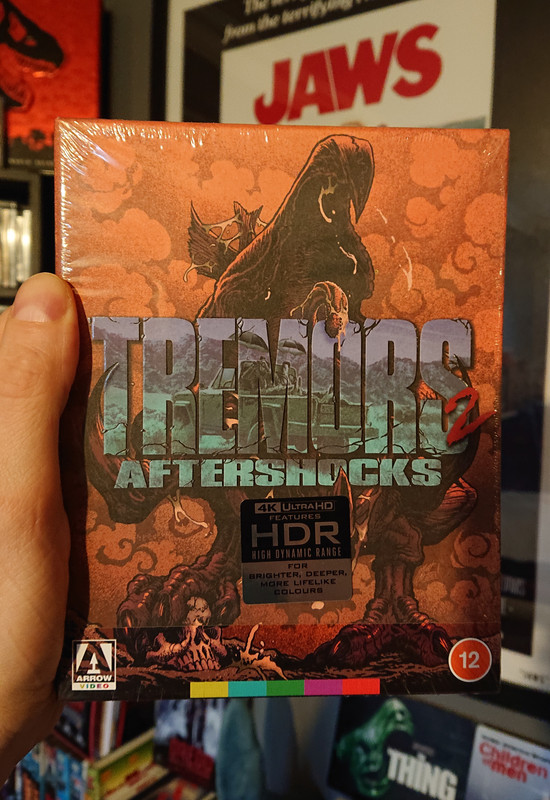 from the terrifying
JAWS
TREMORS
2
AFTERSHOCKS
4K ULTRA HD
FEATURES
HDR
HIGH DYNAMIC RANGE
FOR
BRIGHTER, DEEPER,
MORE LIFELIKE
COLOURS
ARROW
VIDEO
12
THE
THING
Children
of men